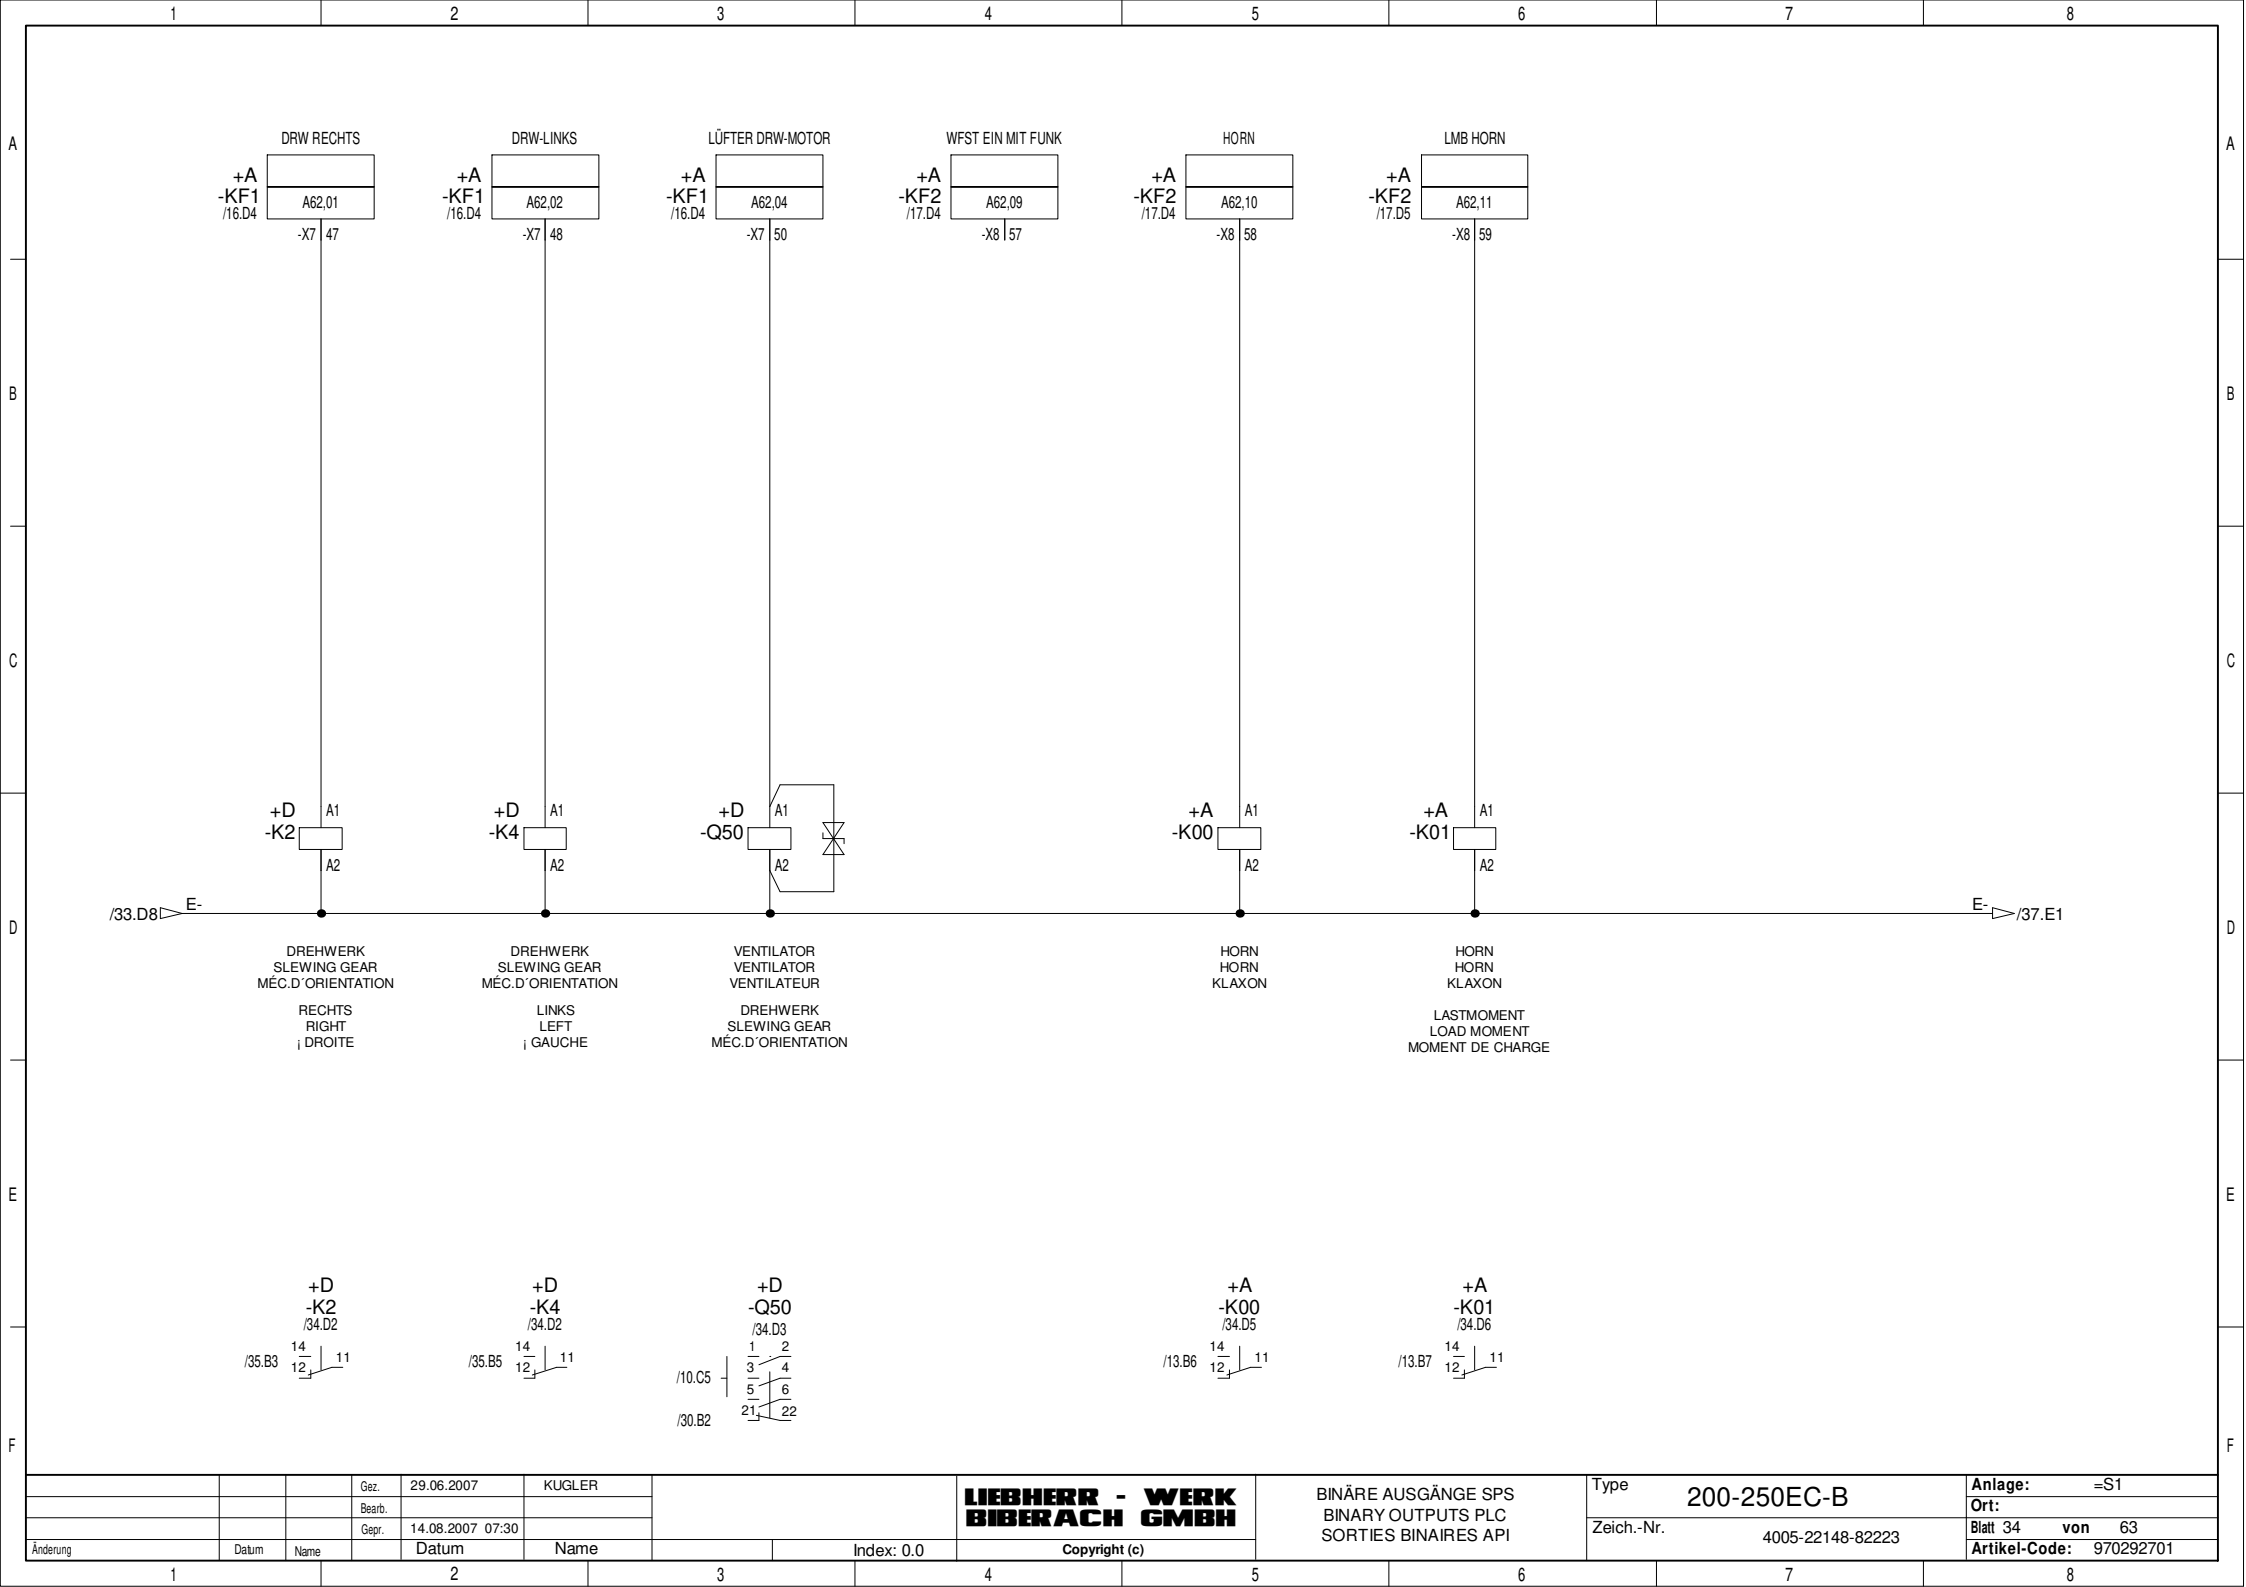 1 2 3 4 5 6 7 8
DRW RECHTS DRW-LINKS LÜFTER DRW-MOTOR WFST EIN MIT FUNK HORN LMB HORN
A A
+A +A +A +A +A +A
-KF1 -KF1 -KF1 -KF2 -KF2 -KF2
A62,01 A62,02 A62,04 A62,09 A62,10 A62,11
/16.D4 /16.D4 /16.D4 /17.D4 /17.D4 /17.D5
-X7 47 -X7 48 -X7 50 -X8 57 -X8 58 -X8 59
B B
C C
+D A1 +D A1 +D A1 +A A1 +A A1
-K2 -K4 -Q50 -K00 -K01
A2 A2 A2 A2 A2
/33.D8 E- E- /37.E1
D D
DREHWERK DREHWERK VENTILATOR HORN HORN
SLEWING GEAR SLEWING GEAR VENTILATOR HORN HORN
MÉC.D´ORIENTATION MÉC.D´ORIENTATION VENTILATEUR KLAXON KLAXON
RECHTS LINKS DREHWERK LASTMOMENT
RIGHT LEFT SLEWING GEAR LOAD MOMENT
¡ DROITE ¡ GAUCHE MÉC.D´ORIENTATION MOMENT DE CHARGE
E E
+D +D +D +A +A
-K2 -K4 -Q50 -K00 -K01
/34.D2 /34.D2 /34.D3 /34.D5 /34.D6
14 14 1 2 14 14
/35.B3 12 11 /35.B5 12 11 3 4 /13.B6 12 11 /13.B7 12 11
/10.C5 5 6
/30.B2 21 22
F F
Gez. 29.06.2007 KUGLER
Bearb.
Gepr. 14.08.2007 07:30
Änderung Datum Name Datum Name Index: 0.0
LIEBHERR - WERK
BIBERACH GMBH
Copyright (c)
BINÄRE AUSGÄNGE SPS
BINARY OUTPUTS PLC
SORTIES BINAIRES API
Type 200-250EC-B
Zeich.-Nr. 4005-22148-82223
Anlage: =S1
Ort:
Blatt 34 von 63
Artikel-Code: 970292701
1 2 3 4 5 6 7 8